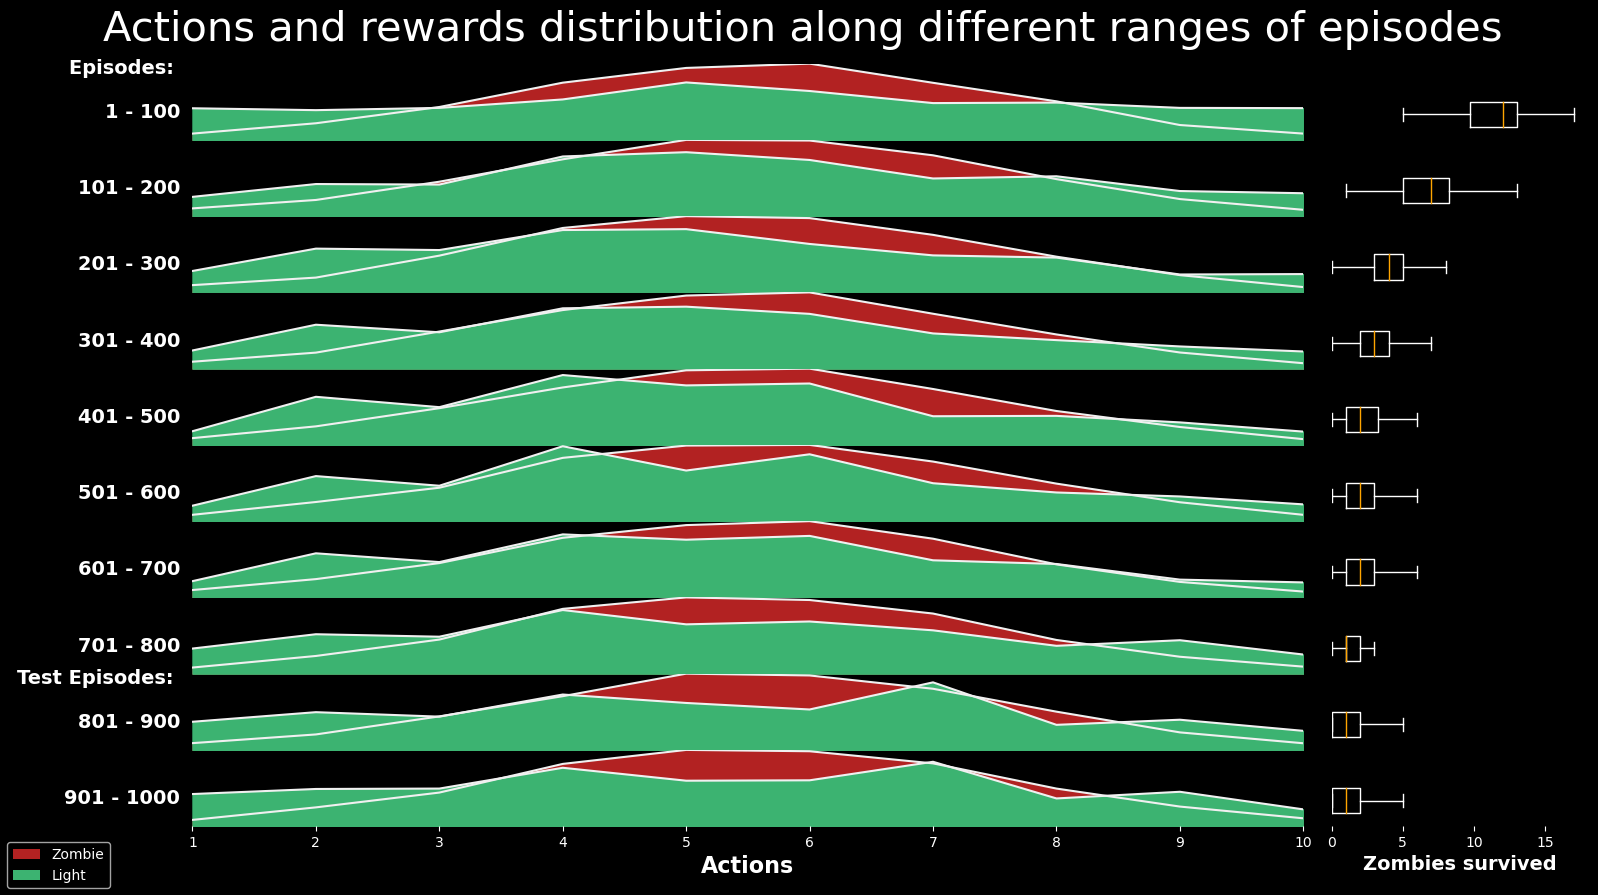 Actions and rewards distribution along different ranges of episodes
Episodes:
1 - 100
101 - 200
201 - 300
301 - 400
401 - 500
501 - 600
601 - 700
701 - 800
Test Episodes:
801 - 900
901 - 1000
1 2 3 4 5 6 7 8 9 10
0 5 10 15
Actions
Zombies survived
Zombie
Light